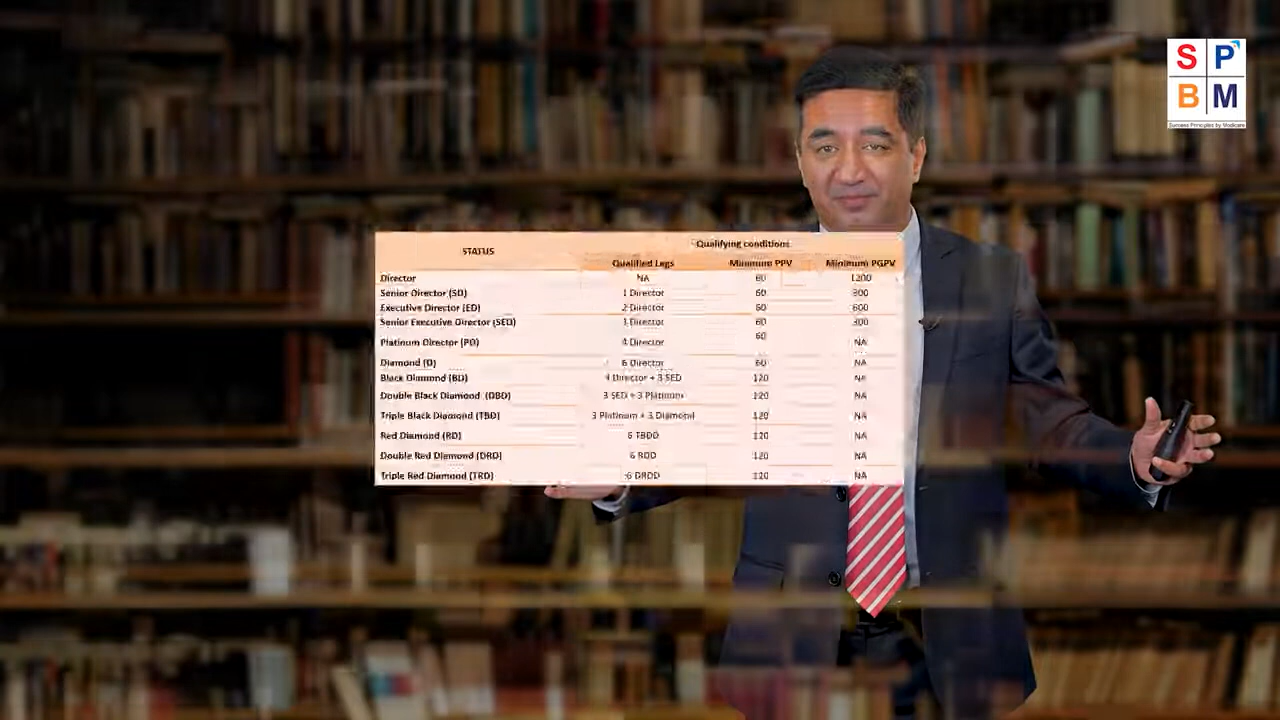 S P
B M
Success Principles by Modicare
STATUS Qualifying conditions
Qualified Legs Minimum PPV Minimum PGPV
Director NA 60 1200
Senior Director (SD) 1 Director 60 900
Executive Director (ED) 2 Director 60 600
Senior Executive Director (SED) 3 Director 60 300
Platinum Director (PD) 4 Director 60 NA
Diamond (D) 6 Director 60 NA
Black Diamond (BD) 4 Director + 3 SED 120 NA
Double Black Diamond (DBD) 3 SED + 3 Platinum 120 NA
Triple Black Diamond (TBD) 3 Platinum + 3 Diamond 120 NA
Red Diamond (RD) 6 TBDD 120 NA
Double Red Diamond (DRD) 6 RDD 120 NA
Triple Red Diamond (TRD) 6 DRDD 120 NA